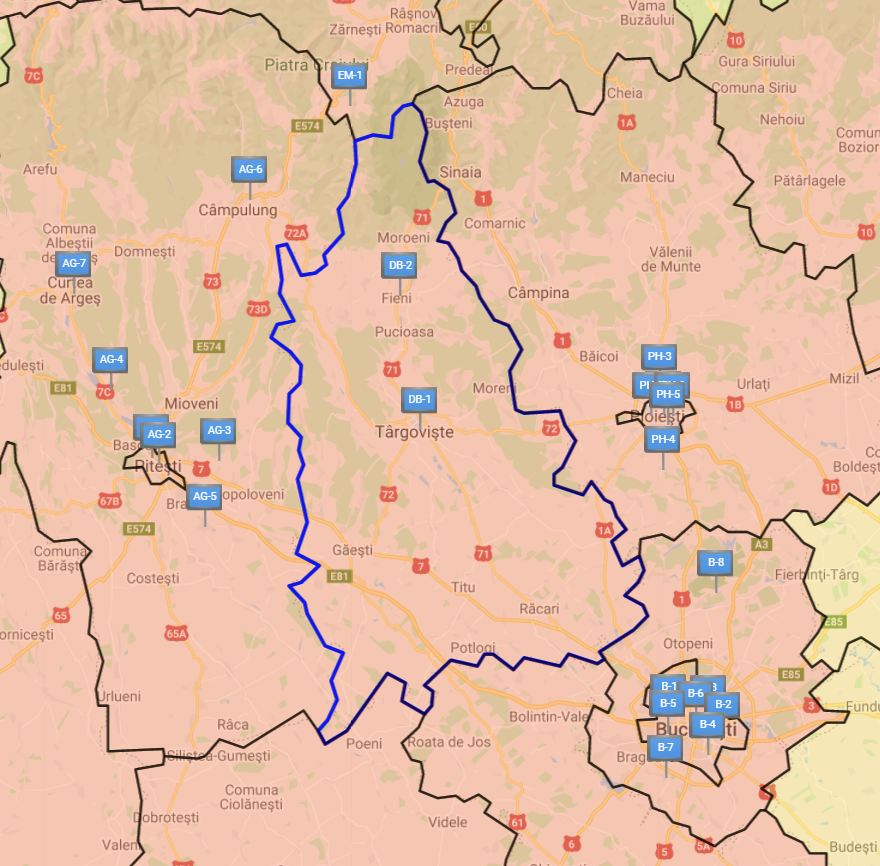 Vama
Buzăului
Râșnov
Zărnești
Romacril
E60
10
Gura Siriului
Piatra Craiului
Predeal
7C
EM-1
Comuna Siriu
Cheia
Azuga
Nehoiu
E574
Bușteni
1A
Comun
Bozior
Arefu
AG-6
Sinaia
Maneciu
Pătârlagele
1
Câmpulung
71
Comarnic
72A
10
Comuna
Albeștii
Moroeni
Domnești
Vălenii
de Munte
AG-7
DB-2
Curtea
de Argeș
73
Fieni
Câmpina
73D
Pucioasa
1
E574
PH-3
AG-4
Băicoi
71
Mizil
E81
7C
Moreni
Urlați
PH-5
DB-1
Mioveni
1B
Ploiești
AG-2
AG-3
Târgoviște
72
PH-4
Pitești
7
AG-5
72
1D
67B
A3
E574
1A
Comuna
Bărăști
Găești
71
B-8
7
Costești
E81
Fierbinți-Târg
Titu
1
65
Răcari
E85
65A
Otopeni
Potlogi
E85
B-1
B-6
Urlueni
B-5
B-2
3
Bolintin-Vale
B-4
București
Râca
Poeni
Roata de Jos
B-7
Siliștea-Gumești
Comuna
Ciolănești
Dobrotești
Videle
61
6
5
5A
Budești